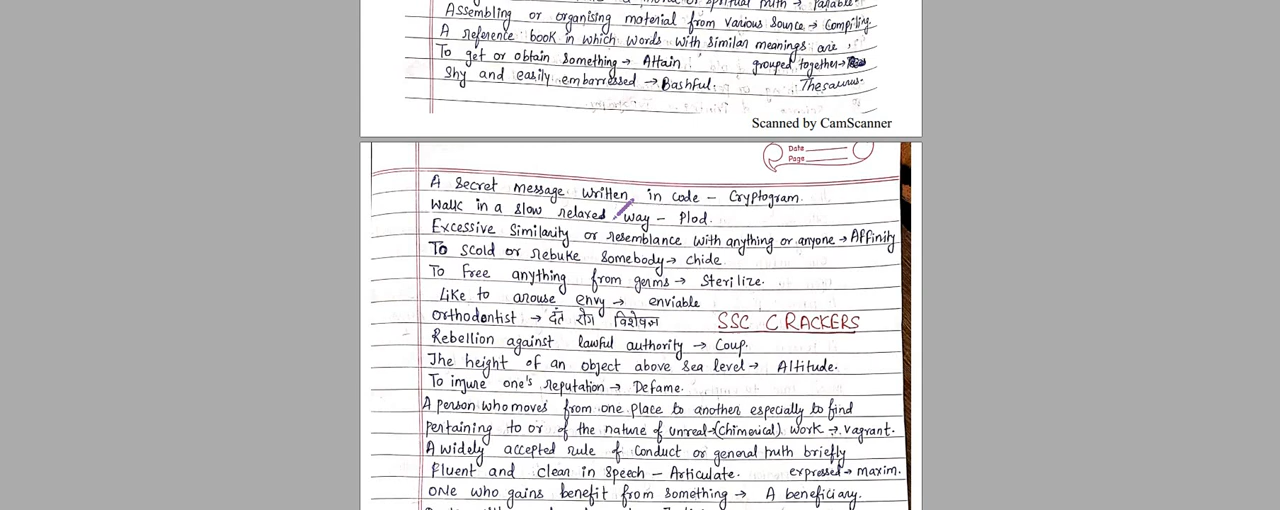 spiritual truth → Parable.
Assembling or organising material from various source → Compiling.
A reference book in which words with similar meanings are
To get or obtain something → Attain grouped together →
Shy and easily embarressed → Bashful. Thesaurus.
Scanned by CamScanner
Date
Page
A secret message written in code – Cryptogram.
Walk in a slow relaxed way – Plod.
Excessive Similarity or resemblance with anything or anyone → Affinity
To scold or rebuke somebody → chide
To Free anything from germs → Sterilize.
Like to arouse envy → enviable
Orthodontist → दंत रोग विशेषज्ञ SSC CRACKERS
Rebellion against lawful authority → Coup.
The height of an object above sea level → Altitude.
To injure one's reputation → Defame.
A person who moves from one place to another especially to find
Pertaining to or of the nature of unreal → (chimerical) work → vagrant.
A widely accepted rule of conduct or general truth briefly
Fluent and clear in speech – Articulate. expressed → maxim.
ONe who gains benefit from something → A beneficiary.